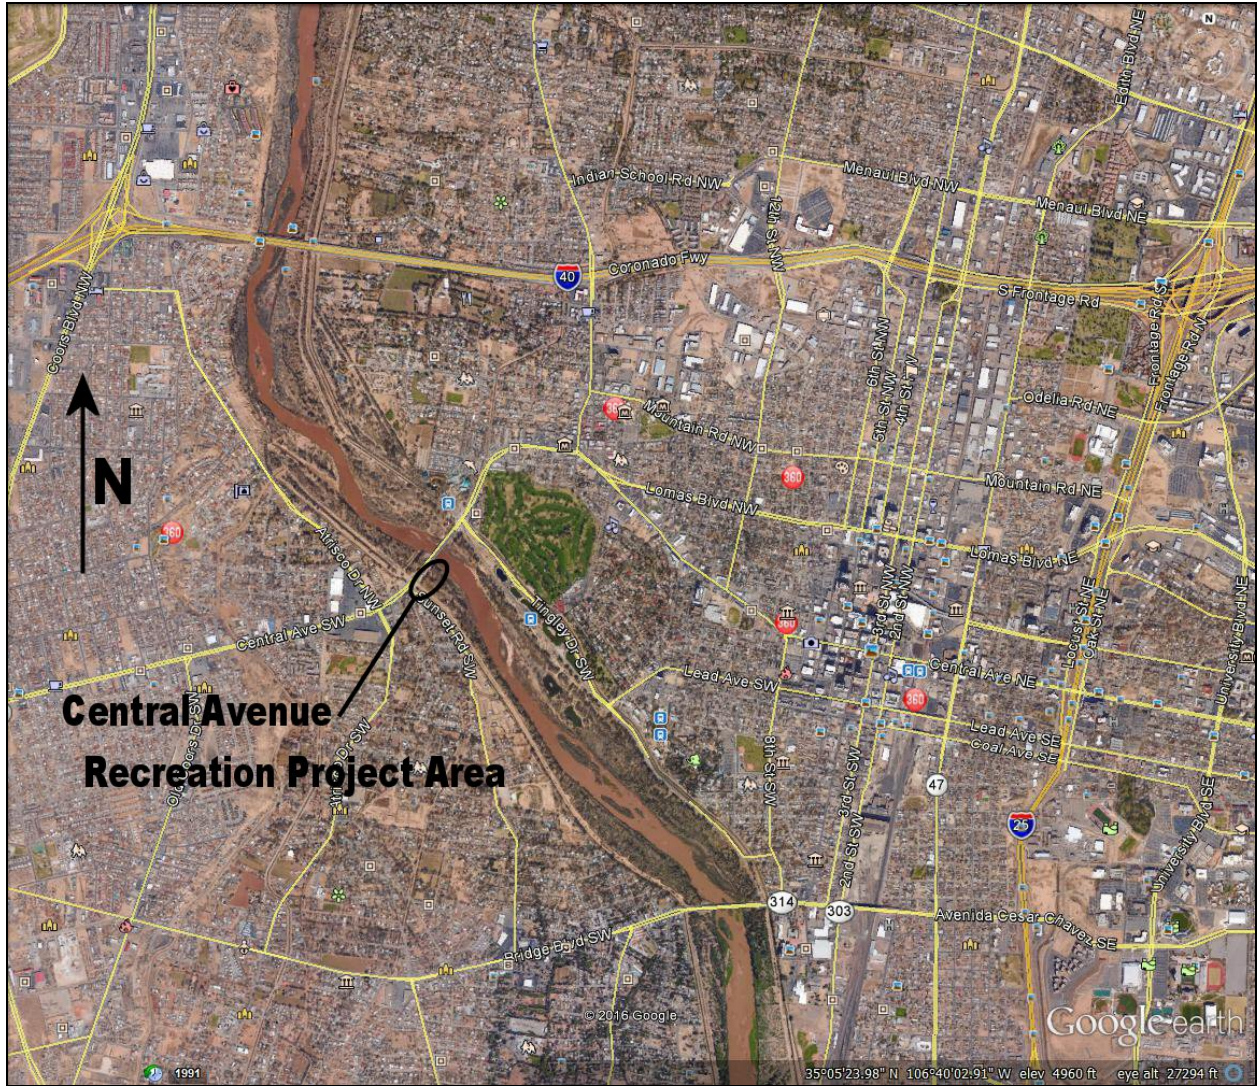 N
Edith Blvd NE
Indian School Rd NW
Menaul Blvd NW
Menaul Blvd NE
12th St NW
40
Coronado Fwy
S Frontage Rd
Frontage Rd S
Frontage Rd N
Coors Blvd NW
6th St NW
5th St NW
4th St NW
Odelia Rd NE
360
Mountain Rd NW
360
Mountain Rd NE
N
Lomas Blvd NW
Lomas Blvd NE
360
Atrisco Dr NW
Sunset Rd SW
Tingley Dr SW
Central Ave SW
360
3rd St NW
2nd St NW
Locust St NE
Oak St NE
University Blvd NE
Central Ave NE
Lead Ave SW
360
Central Avenue
Recreation Project Area
Lead Ave SE
Coal Ave SE
8th St SW
3rd St SW
2nd St SW
47
25
University Blvd SE
314
303
Avenida Cesar Chavez SE
Bridge Blvd SW
© 2016 Google
Google earth
1991
35°05'23.98" N 106°40'02.91" W elev 4960 ft eye alt 27294 ft